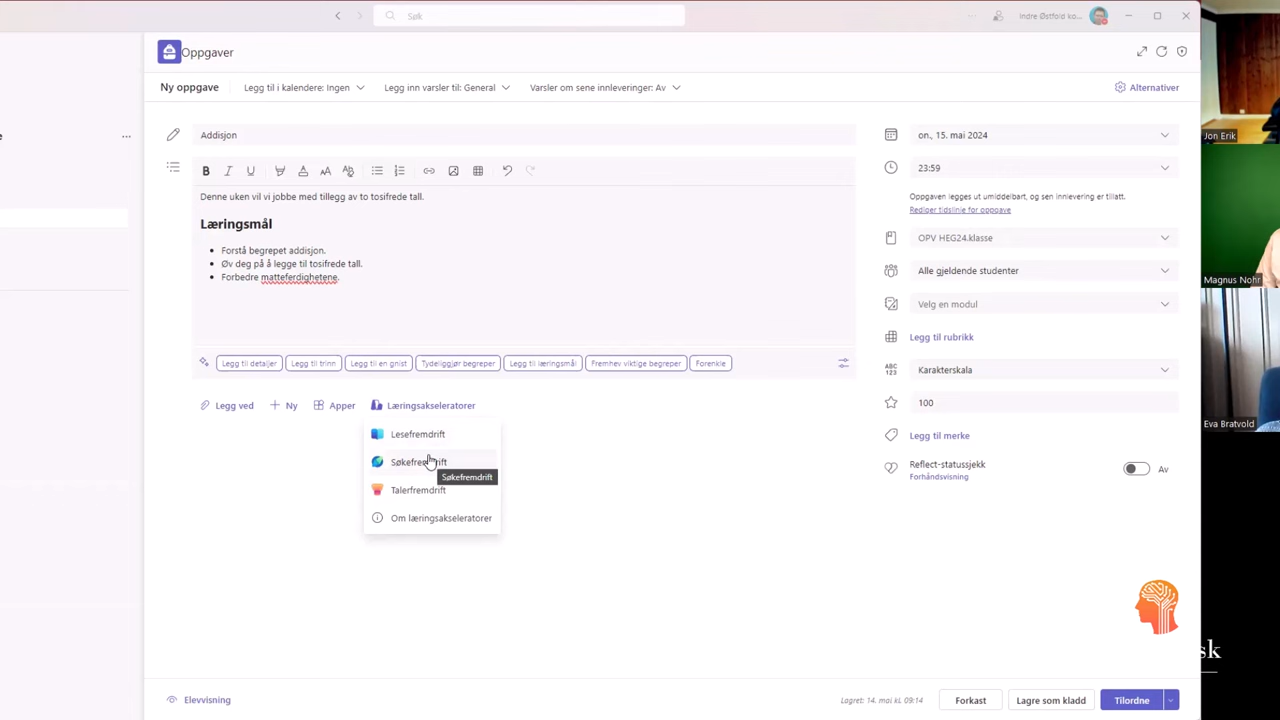 Søk
Indre Østfold ko...
Oppgaver
Ny oppgave
Legg til i kalendere: Ingen
Legg inn varsler til: General
Varsler om sene innleveringer: Av
Alternativer
Addisjon
Denne uken vil vi jobbe med tillegg av to tosifrede tall.
Læringsmål
Forstå begrepet addisjon.
Øv deg på å legge til tosifrede tall.
Forbedre matteferdighetene.
Legg til detaljer
Legg til trinn
Legg til en gnist
Tydeliggjør begreper
Legg til læringsmål
Fremhev viktige begreper
Forenkle
Legg ved
Ny
Apper
Læringsakseleratorer
Lesefremdrift
Søkefremdrift
Søkefremdrift
Talerfremdrift
Om læringsakseleratorer
on., 15. mai 2024
23:59
Oppgaven legges ut umiddelbart, og sen innlevering er tillatt.
Rediger tidslinje for oppgave
OPV HEG24.klasse
Alle gjeldende studenter
Velg en modul
Legg til rubrikk
ABC
123
Karakterskala
100
Legg til merke
Reflect-statussjekk
Forhåndsvisning
Av
Elevvisning
Lagret: 14. mai kl. 09:14
Forkast
Lagre som kladd
Tilordne
Jon Erik
Magnus Nohr
Eva Bratvold
sk